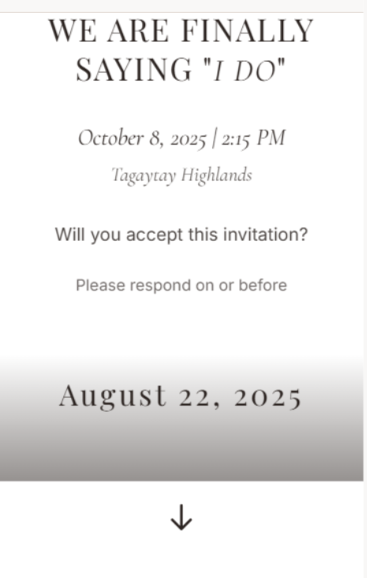 WE ARE FINALLY
SAYING "I DO"
October 8, 2025 | 2:15 PM
Tagaytay Highlands
Will you accept this invitation?
Please respond on or before
August 22, 2025